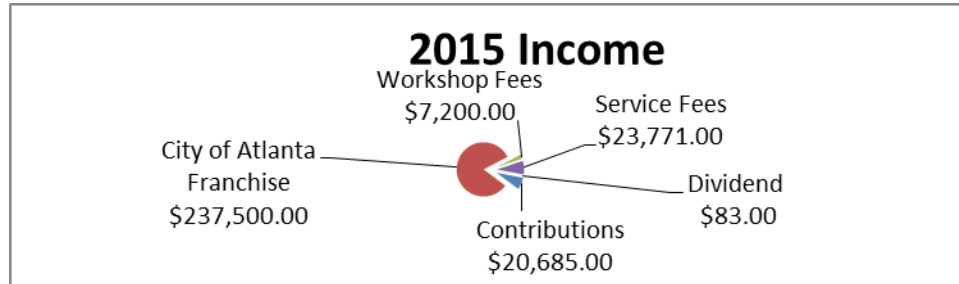 2015 Income
Workshop Fees
$7,200.00
Service Fees
$23,771.00
City of Atlanta
Franchise
$237,500.00
Dividend
$83.00
Contributions
$20,685.00